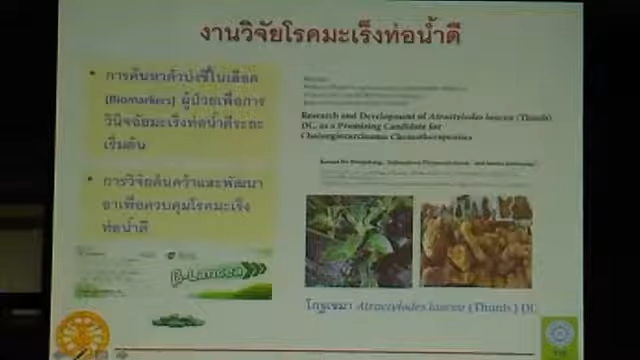 งานวิจัยโรคมะเร็งท่อน้ำดี
• การค้นหาตัวบ่งชี้ในเลือด
(Biomarkers) ผู้ป่วยเพื่อการ
วินิจฉัยมะเร็งท่อน้ำดีระยะ
เริ่มต้น
• การวิจัยค้นคว้าและพัฒนา
ยาเพื่อควบคุมโรคมะเร็ง
ท่อน้ำดี
β-Lancea
Research and Development of Atractylodes lancea (Thunb)
DC. as a Promising Candidate for
Cholangiocarcinoma Chemotherapeutics
โกฐเขมา Atractylodes lancea (Thunb.) DC